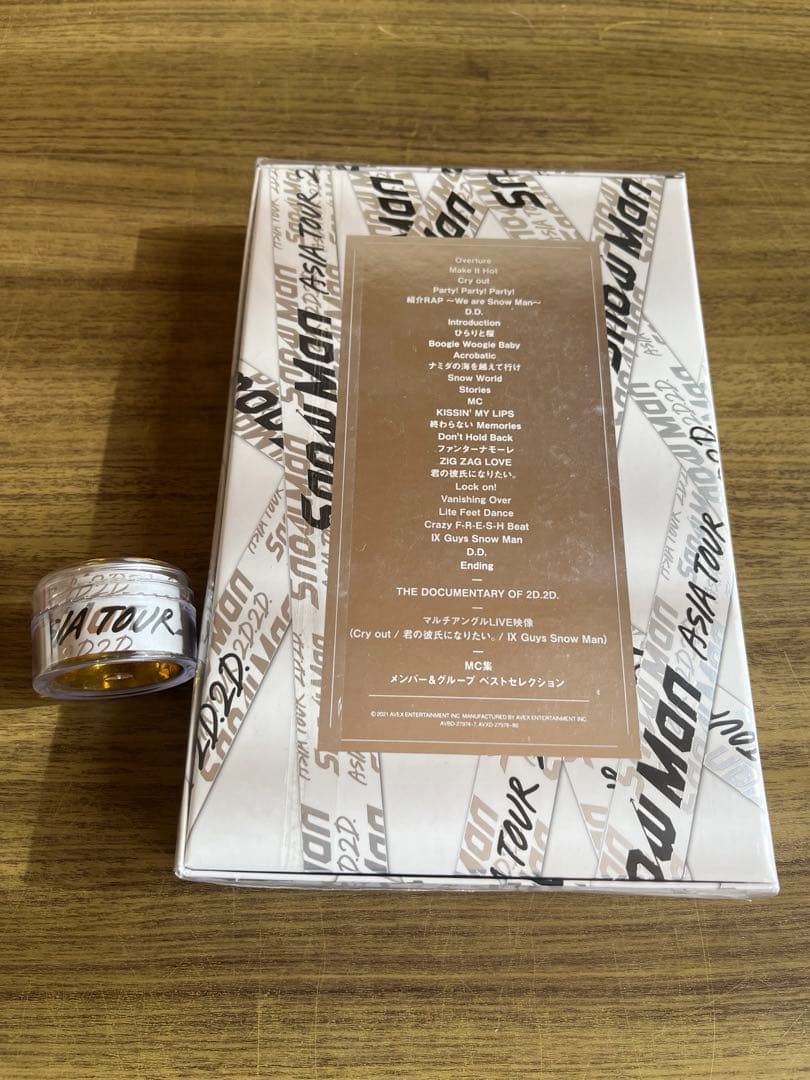 Snow Man ASIA TOUR 2D.2D.
Overture
Make It Hot
Cry out
Party! Party! Party!
紹介RAP 〜We are Snow Man〜
D.D.
Introduction
ひらりと桜
Boogie Woogie Baby
Acrobatic
ナミダの海を越えて行け
Snow World
Stories
MC
KISSIN' MY LIPS
終わらない Memories
Don't Hold Back
ファンターナモーレ
ZIG ZAG LOVE
君の彼氏になりたい。
Lock on!
Vanishing Over
Lite Feet Dance
Crazy F-R-E-S-H Beat
IX Guys Snow Man
D.D.
Ending
—
THE DOCUMENTARY OF 2D.2D.
—
マルチアングルLIVE映像
(Cry out / 君の彼氏になりたい。/ IX Guys Snow Man)
—
MC集
メンバー&グループ ベストセレクション
© 2021 AVEX ENTERTAINMENT INC. MANUFACTURED BY AVEX ENTERTAINMENT INC.
ASIA TOUR
2D.2D.
Snow Man
ASIA TOUR